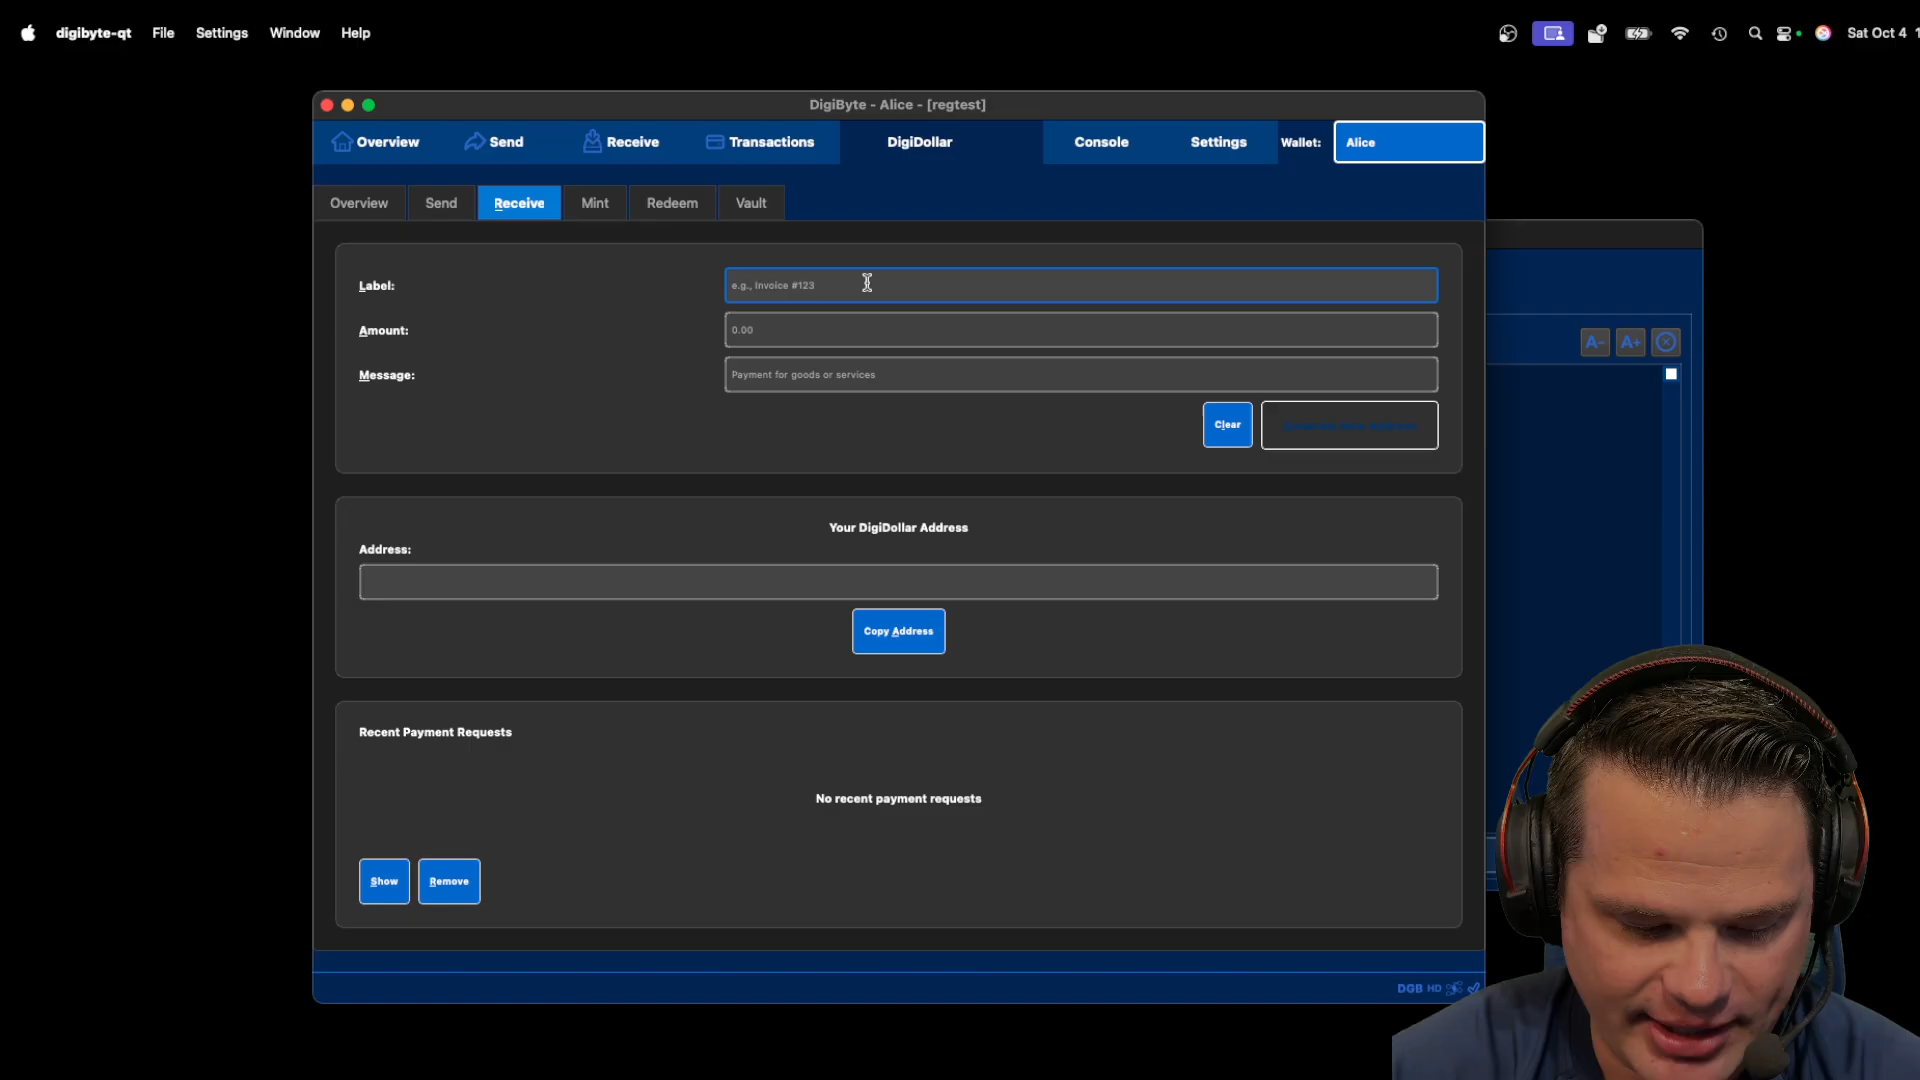 digibyte-qt File Settings Window Help
Sat Oct 4
DigiByte - Alice - [regtest]
Overview Send Receive Transactions DigiDollar Console Settings Wallet: Alice
Overview Send Receive Mint Redeem Vault
Label: e.g., Invoice #123
Amount: 0.00
Message: Payment for goods or services
Clear
A- A+
Your DigiDollar Address
Address:
Copy Address
Recent Payment Requests
No recent payment requests
Show Remove
DGB HD